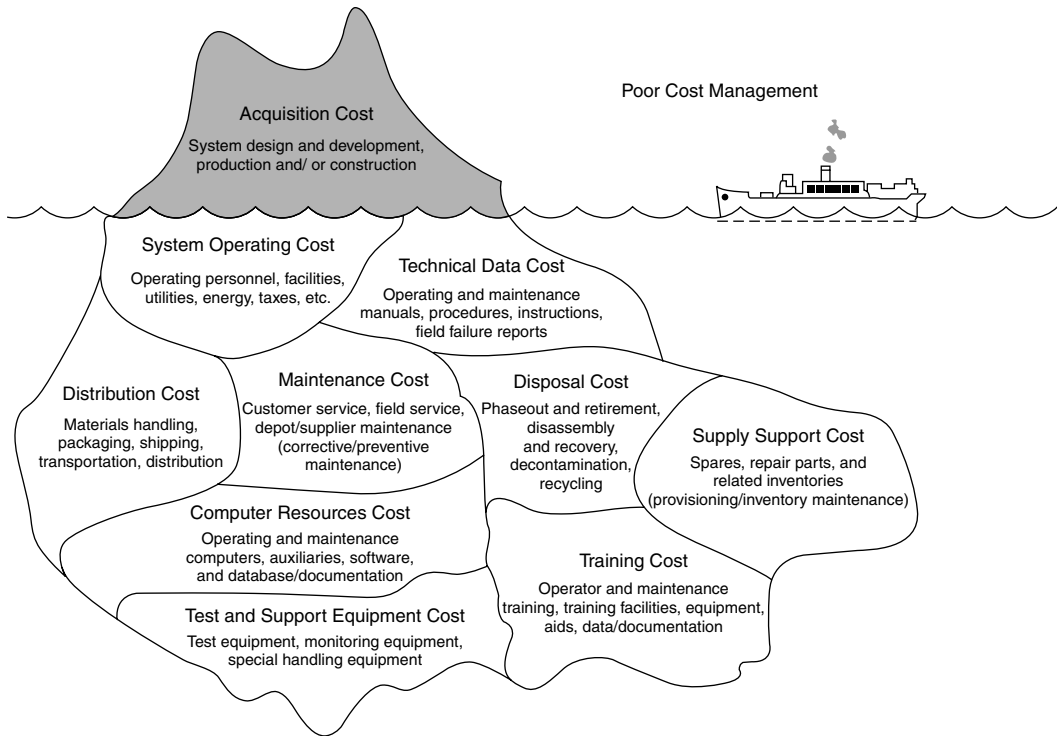 Poor Cost Management
Acquisition Cost
System design and development,
production and/ or construction
System Operating Cost
Operating personnel, facilities,
utilities, energy, taxes, etc.
Technical Data Cost
Operating and maintenance
manuals, procedures, instructions,
field failure reports
Distribution Cost
Materials handling,
packaging, shipping,
transportation, distribution
Maintenance Cost
Customer service, field service,
depot/supplier maintenance
(corrective/preventive
maintenance)
Disposal Cost
Phaseout and retirement,
disassembly
and recovery,
decontamination,
recycling
Supply Support Cost
Spares, repair parts, and
related inventories
(provisioning/inventory maintenance)
Computer Resources Cost
Operating and maintenance
computers, auxiliaries, software,
and database/documentation
Training Cost
Operator and maintenance
training, training facilities, equipment,
aids, data/documentation
Test and Support Equipment Cost
Test equipment, monitoring equipment,
special handling equipment